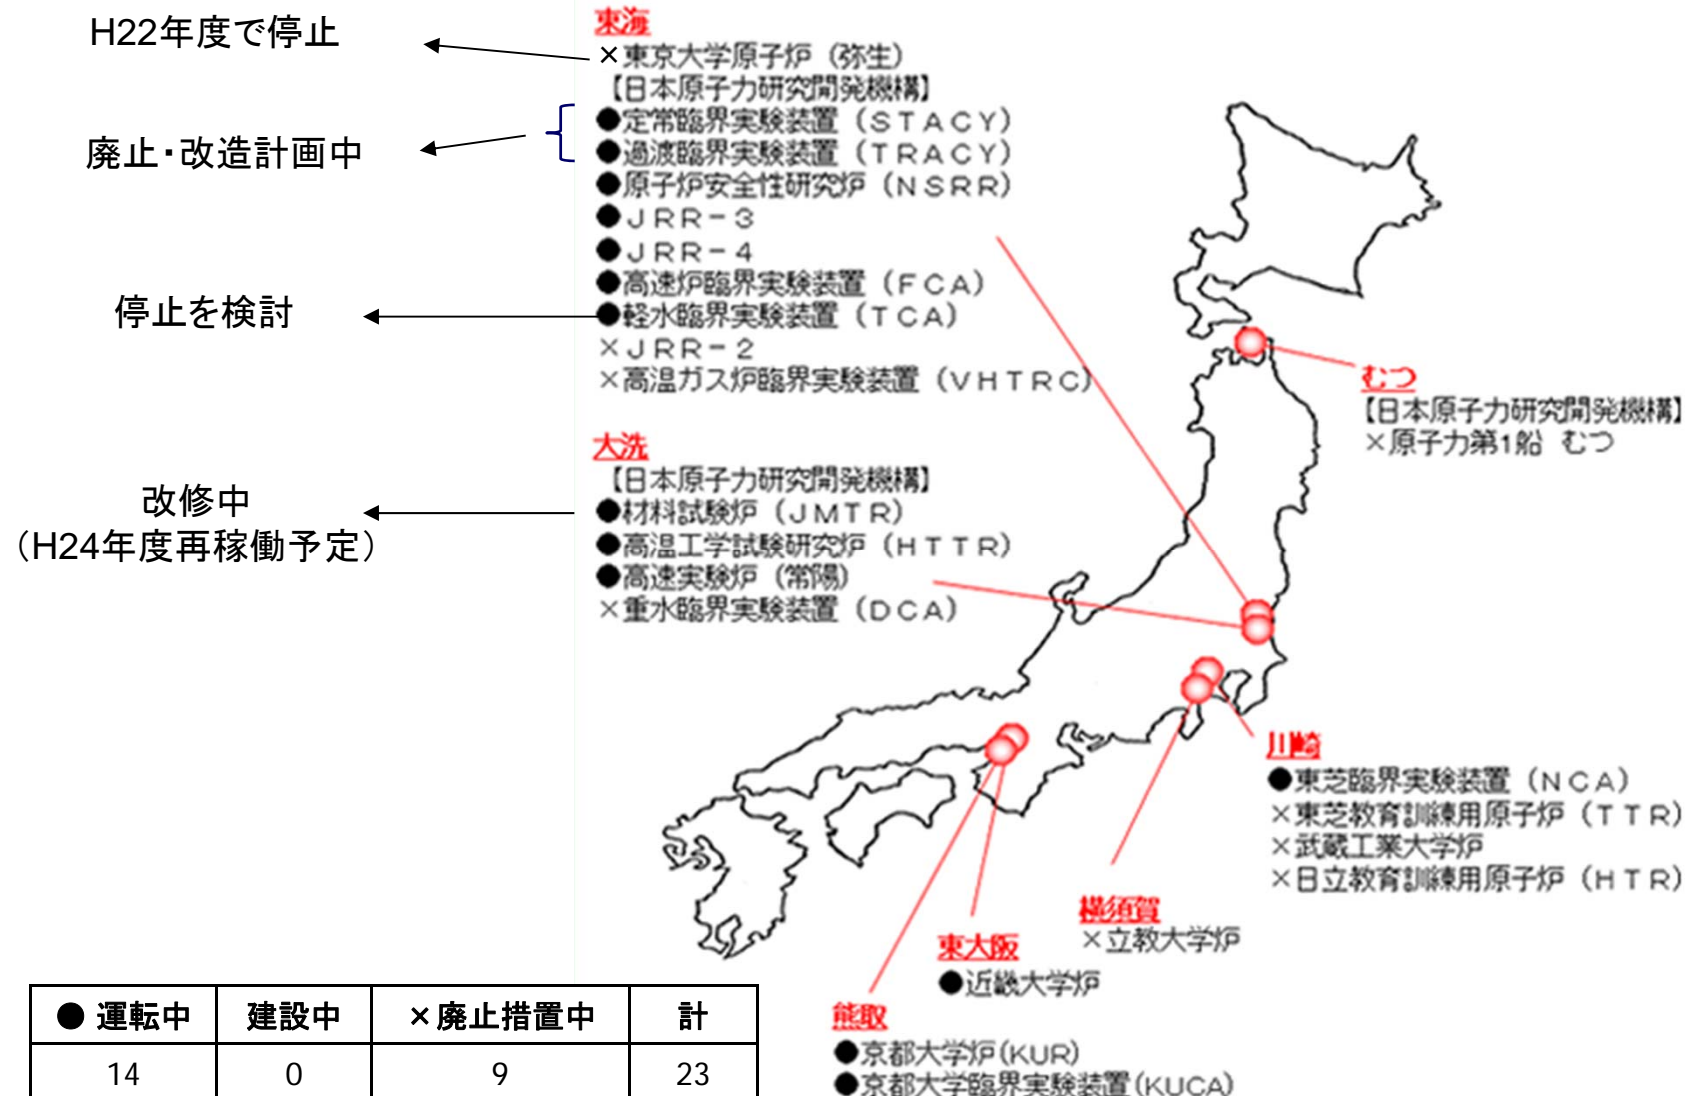 H22年度で停止
廃止・改造計画中
停止を検討
改修中
（H24年度再稼働予定）
東海
×東京大学原子炉（弥生）
【日本原子力研究開発機構】
●定常臨界実験装置（ＳＴＡＣＹ）
●過渡臨界実験装置（ＴＲＡＣＹ）
●原子炉安全性研究炉（ＮＳＲＲ）
●ＪＲＲ－３
●ＪＲＲ－４
●高速炉臨界実験装置（ＦＣＡ）
●軽水臨界実験装置（ＴＣＡ）
×ＪＲＲ－２
×高温ガス炉臨界実験装置（ＶＨＴＲＣ）
大洗
【日本原子力研究開発機構】
●材料試験炉（ＪＭＴＲ）
●高温工学試験研究炉（ＨＴＴＲ）
●高速実験炉（常陽）
×重水臨界実験装置（ＤＣＡ）
むつ
【日本原子力研究開発機構】
×原子力第1船 むつ
川崎
●東芝臨界実験装置（ＮＣＡ）
×東芝教育訓練用原子炉（ＴＴＲ）
×武蔵工業大学炉
×日立教育訓練用原子炉（ＨＴＲ）
横須賀
×立教大学炉
東大阪
●近畿大学炉
熊取
●京都大学炉(KUR)
●京都大学臨界実験装置(KUCA)
● 運転中 建設中 ×廃止措置中 計
14 0 9 23